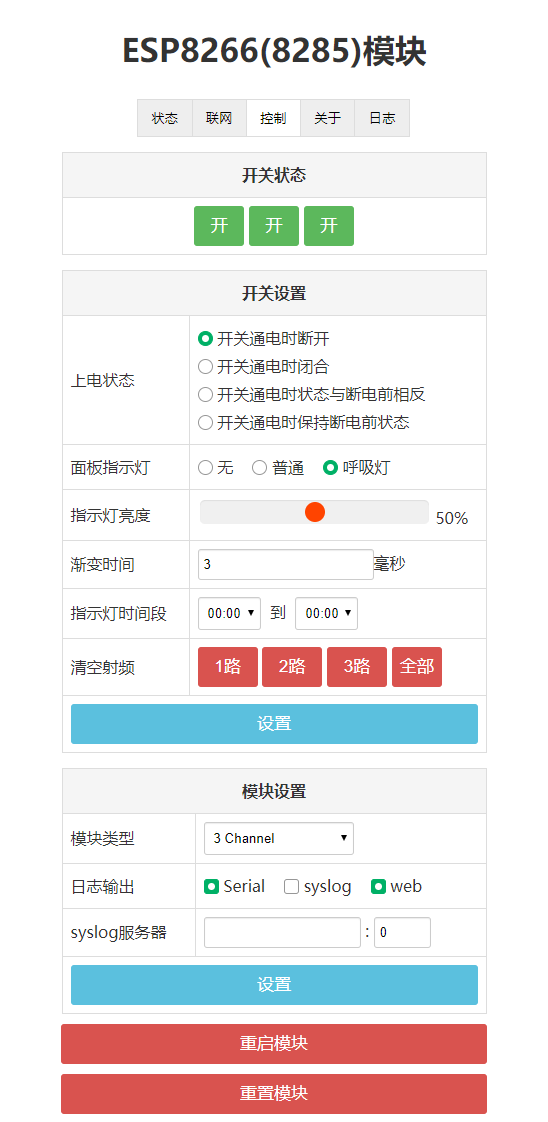 ESP8266(8285)模块
状态 联网 控制 关于 日志
开关状态
开 开 开
开关设置
上电状态
开关通电时断开
开关通电时闭合
开关通电时状态与断电前相反
开关通电时保持断电前状态
面板指示灯 无 普通 呼吸灯
指示灯亮度 50%
渐变时间 3 毫秒
指示灯时间段 00:00 到 00:00
清空射频 1路 2路 3路 全部
设置
模块设置
模块类型 3 Channel
日志输出 Serial syslog web
syslog服务器 : 0
设置
重启模块
重置模块